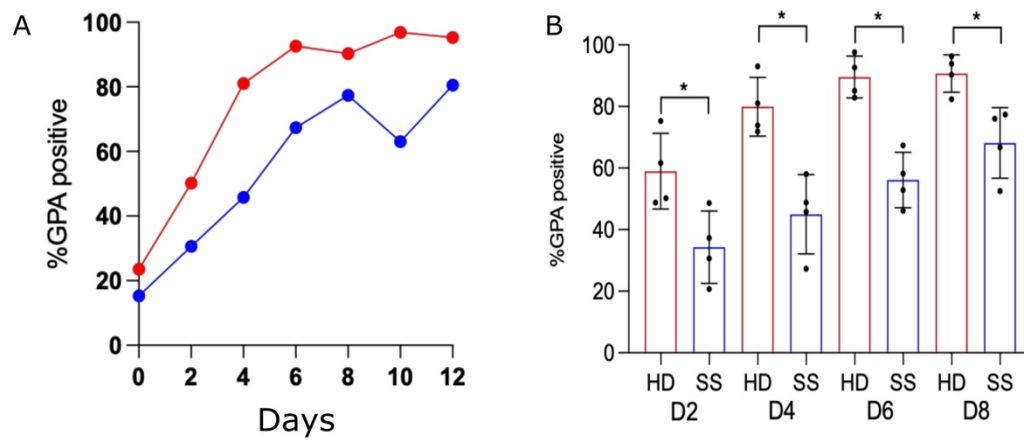 A
%GPA positive
100
80
60
40
20
0
0 2 4 6 8 10 12
Days
B
%GPA positive
100
80
60
40
20
0
* * * *
HD SS HD SS HD SS HD SS
D2 D4 D6 D8